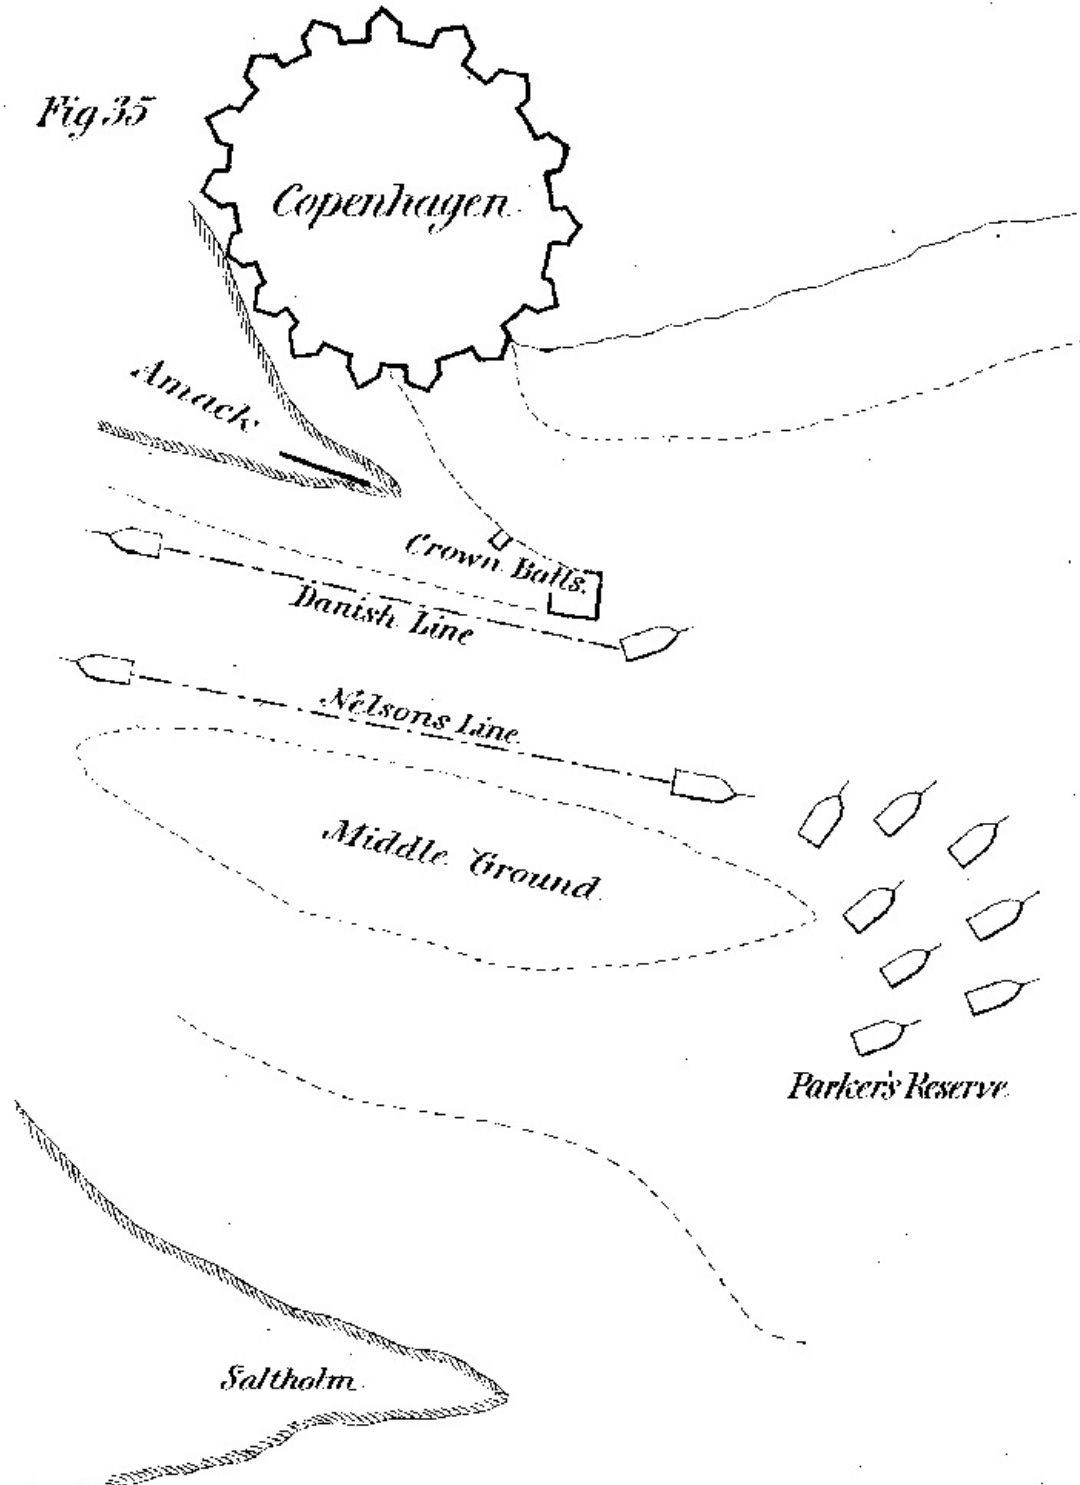 Fig. 35
Copenhagen.
Amack
Crown Batts.
Danish Line
Nelsons Line.
Middle Ground.
Parker's Reserve.
Saltholm.